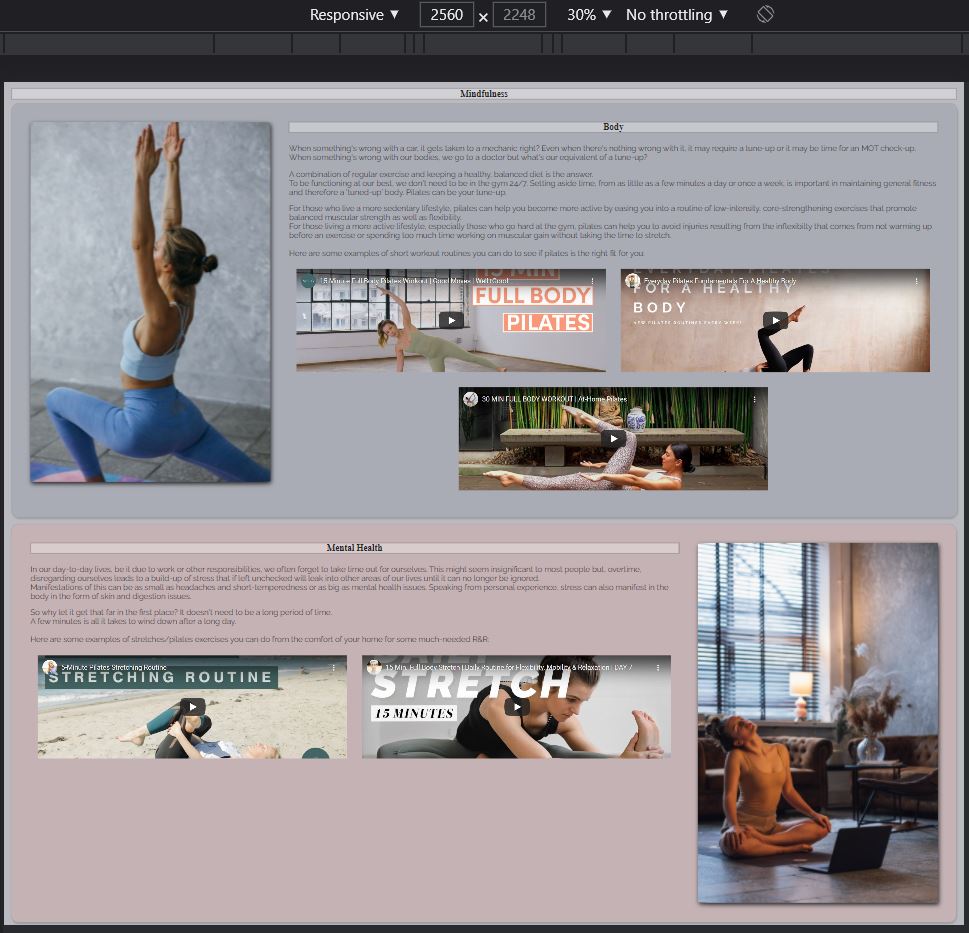 Responsive ▼ 2560 × 2248 30% ▼ No throttling ▼
Mindfulness
Body
When something's wrong with a car, it gets taken to a mechanic right? Even when there's nothing wrong with it, it may require a tune-up or it may be time for an MOT check-up.
When something's wrong with our bodies, we go to a doctor but what's our equivalent of a tune-up?
A combination of regular exercise and keeping a healthy, balanced diet is the answer.
To be functioning at our best, we don't need to be in the gym 24/7. Setting aside time, from as little as a few minutes a day or once a week, is important in maintaining general fitness
and therefore a 'tuned-up' body. Pilates can be your tune-up.
For those who live a more sedentary lifestyle, pilates can help you become more active by easing you into a routine of low-intensity, core-strengthening exercises that promote
balanced muscular strength as well as flexibility.
For those living a more active lifestyle, especially those who go hard at the gym, pilates can help you to avoid injuries resulting from the inflexibilty that comes from not warming up
before an exercise or spending too much time working on muscular gain without taking the time to stretch.
Here are some examples of short workout routines you can do to see if pilates is the right fit for you:
15 Minute Full Body Pilates Workout | Good Moves | Well+Good
15 MIN
FULL BODY
PILATES
Everyday Pilates Fundamentals For A Healthy Body
EVERYDAY PILATES
FOR A HEALTHY
BODY
NEW PILATES ROUTINES EVERY WEEK!
30 MIN FULL BODY WORKOUT | At-Home Pilates
Mental Health
In our day-to-day lives, be it due to work or other responsibilities, we often forget to take time out for ourselves. This might seem insignificant to most people but, overtime,
disregarding ourselves leads to a build-up of stress that if left unchecked will leak into other areas of our lives until it can no longer be ignored.
Manifestations of this can be as small as headaches and short-temperedness or as big as mental health issues. Speaking from personal experience, stress can also manifest in the
body in the form of skin and digestion issues.
So why let it get that far in the first place? It doesn't need to be a long period of time.
A few minutes is all it takes to wind down after a long day.
Here are some examples of stretches/pilates exercises you can do from the comfort of your home for some much-needed R&R:
5-Minute Pilates Stretching Routine
STRETCHING ROUTINE
15 Min. Full Body Stretch | Daily Routine for Flexibility, Mobility & Relaxation | DAY 7
STRETCH
15 MINUTES